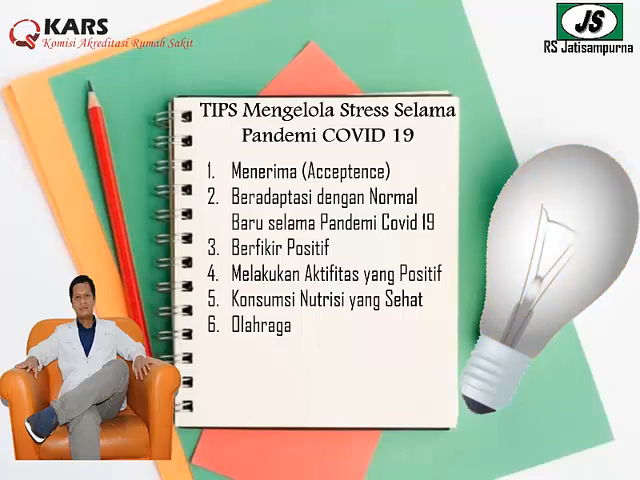 KARS
Komisi Akreditasi Rumah Sakit
JS
RS Jatisampurna
TIPS Mengelola Stress Selama
Pandemi COVID 19
1. Menerima (Acceptence)
2. Beradaptasi dengan Normal
Baru selama Pandemi Covid 19
3. Berfikir Positif
4. Melakukan Aktifitas yang Positif
5. Konsumsi Nutrisi yang Sehat
6. Olahraga